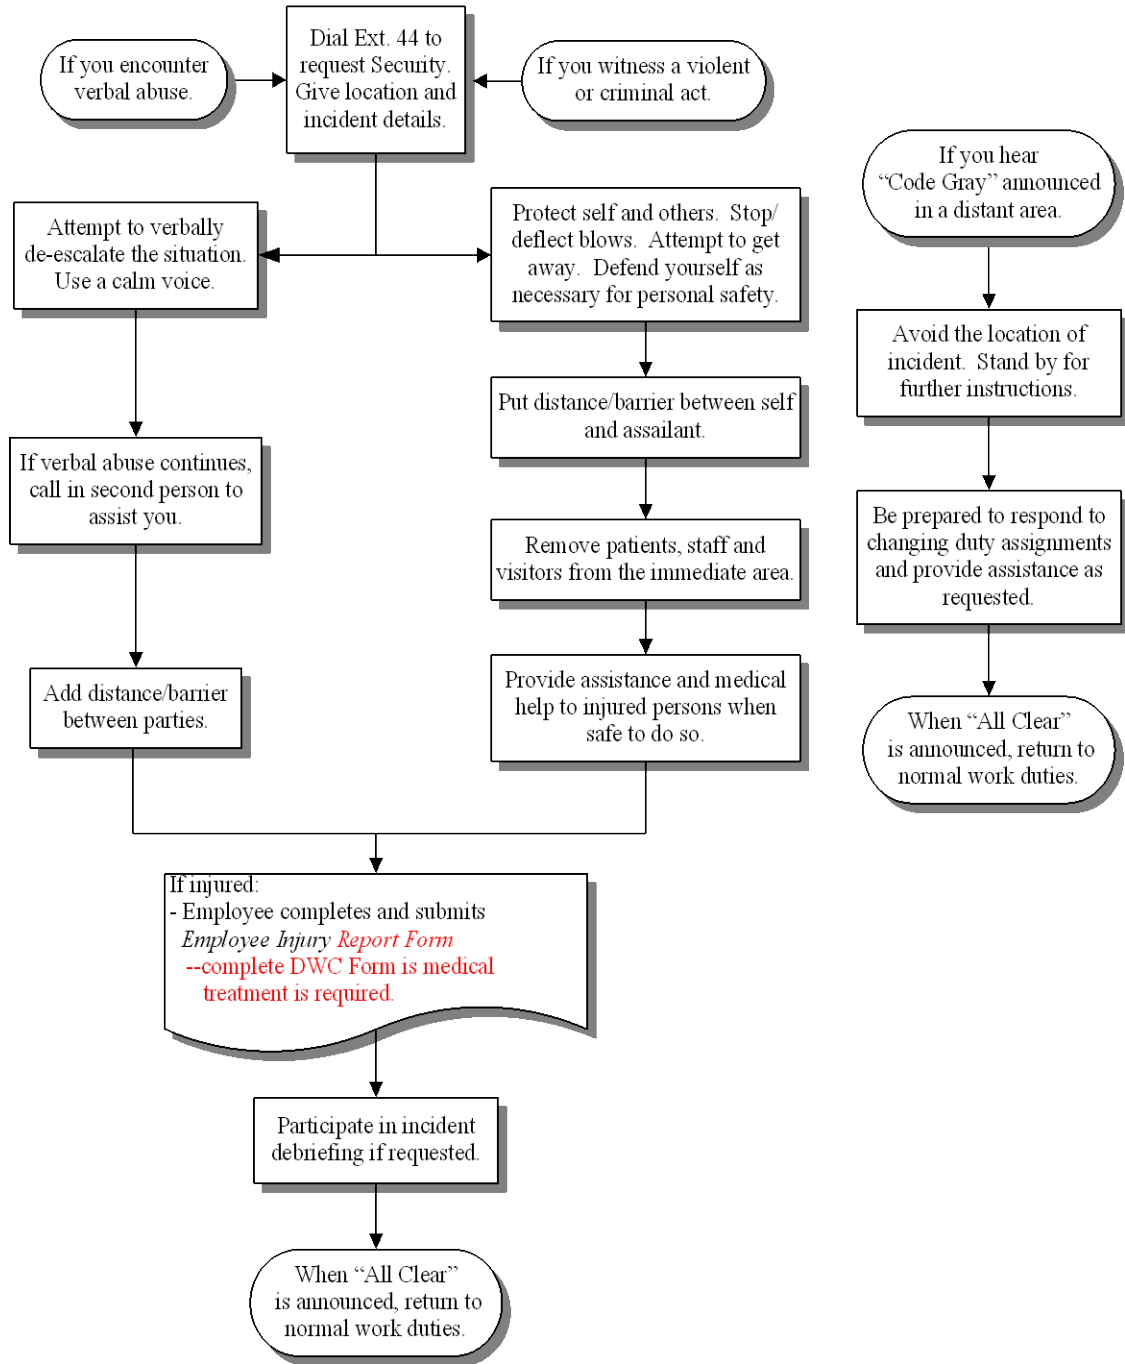 If you encounter
verbal abuse.
Dial Ext. 44 to
request Security.
Give location and
incident details.
If you witness a violent
or criminal act.
Attempt to verbally
de-escalate the situation.
Use a calm voice.
If verbal abuse continues,
call in second person to
assist you.
Add distance/barrier
between parties.
Protect self and others.  Stop/
deflect blows.  Attempt to get
away.  Defend yourself as
necessary for personal safety.
Put distance/barrier between self
and assailant.
Remove patients, staff and
visitors from the immediate area.
Provide assistance and medical
help to injured persons when
safe to do so.
If injured:
- Employee completes and submits
Employee Injury Report Form
--complete DWC Form is medical
treatment is required.
Participate in incident
debriefing if requested.
When “All Clear”
is announced, return to
normal work duties.
If you hear
“Code Gray” announced
in a distant area.
Avoid the location of
incident.  Stand by for
further instructions.
Be prepared to respond to
changing duty assignments
and provide assistance as
requested.
When “All Clear”
is announced, return to
normal work duties.